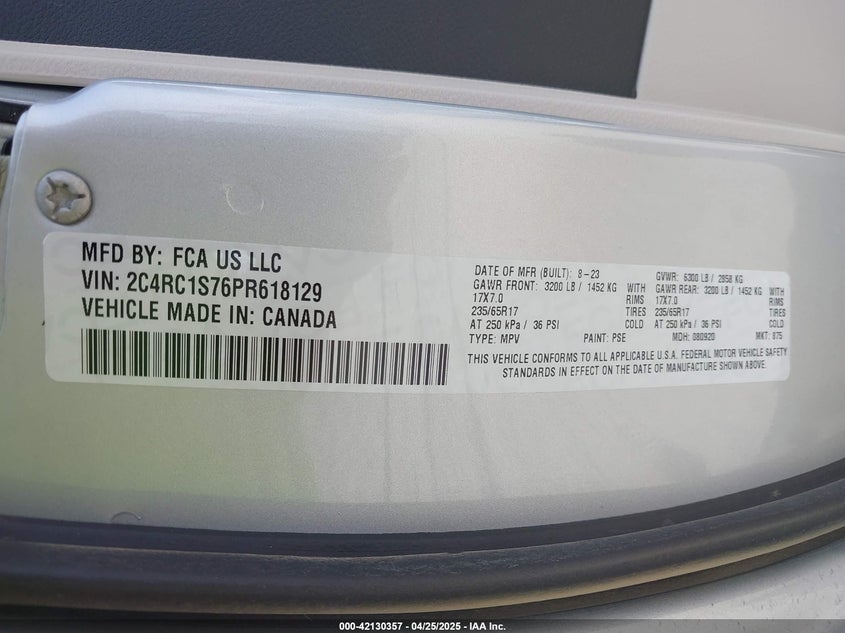 MFD BY: FCA US LLC
VIN: 2C4RC1S76PR618129
VEHICLE MADE IN: CANADA
DATE OF MFR (BUILT): 8-23 GVWR: 6300 LB / 2858 KG
GAWR FRONT: 3200 LB / 1452 KG WITH GAWR REAR: 3200 LB / 1452 KG WITH
17X7.0 RIMS 17X7.0 RIMS
235/65R17 TIRES 235/65R17 TIRES
AT 250 kPa / 36 PSI COLD AT 250 kPa / 36 PSI COLD
TYPE: MPV PAINT: PSE MDH: 080920 MKT: 875
THIS VEHICLE CONFORMS TO ALL APPLICABLE U.S.A. FEDERAL MOTOR VEHICLE SAFETY
STANDARDS IN EFFECT ON THE DATE OF MANUFACTURE SHOWN ABOVE.
000-42130357 - 04/25/2025 - IAA Inc.